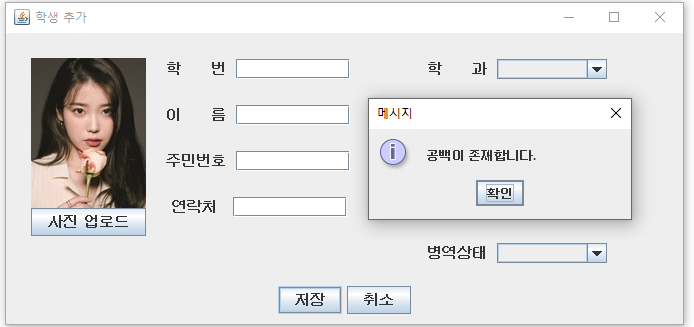 학생 추가
학 번
학 과
이 름
메시지
공백이 존재합니다.
주민번호
확인
연락처
사진 업로드
병역상태
저장
취소